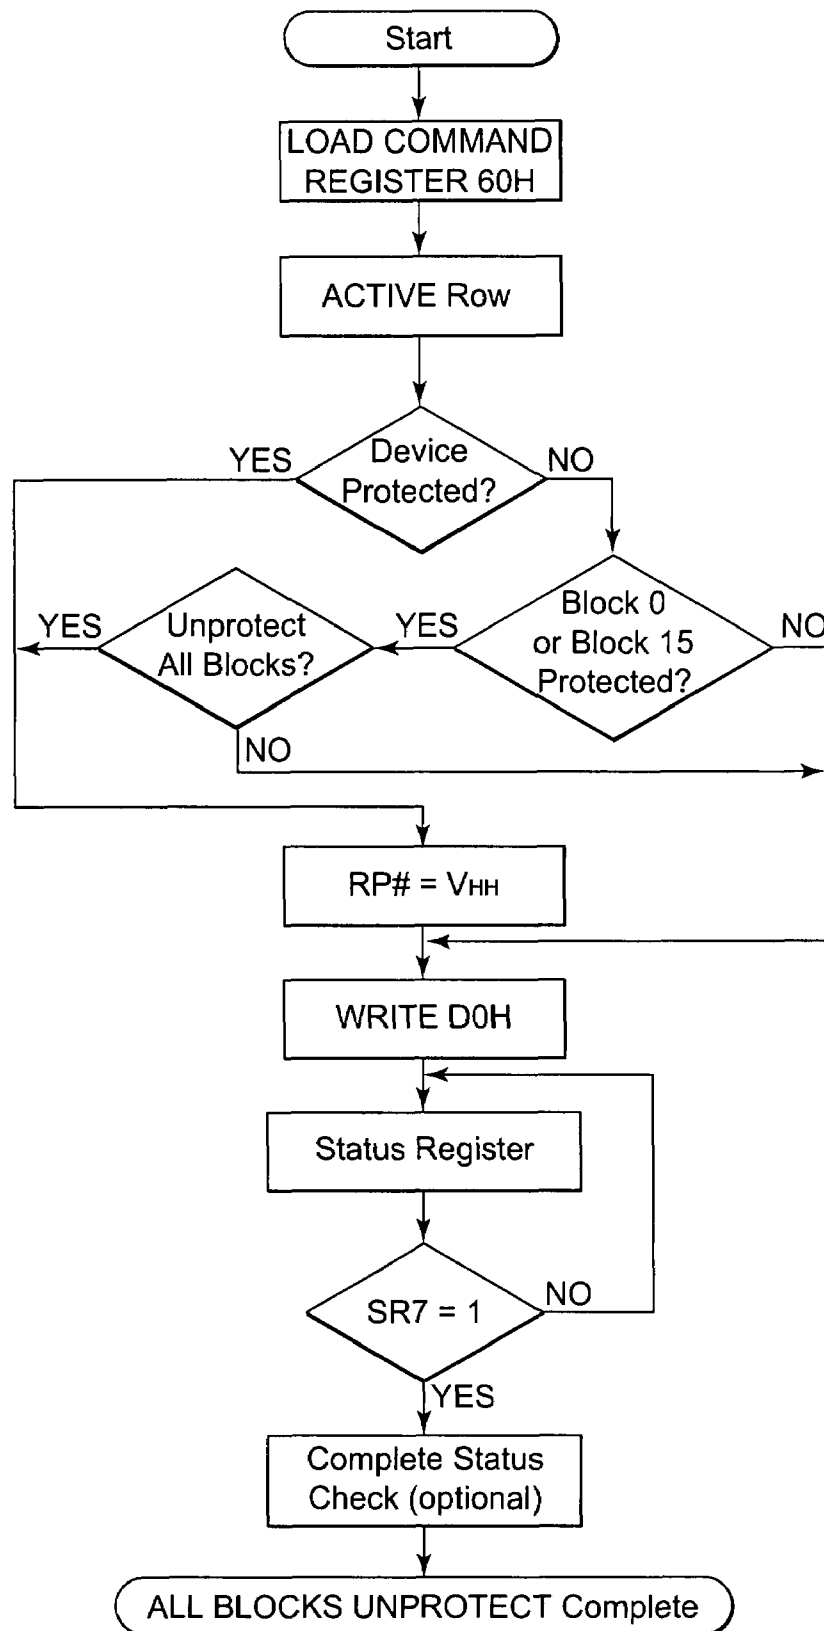 Start
LOAD COMMAND
REGISTER 60H
ACTIVE Row
YES
Device
Protected?
NO
YES
Unprotect
All Blocks?
YES
Block 0
or Block 15
Protected?
NO
NO
RP# = VHH
WRITE D0H
Status Register
SR7 = 1
NO
YES
Complete Status
Check (optional)
ALL BLOCKS UNPROTECT Complete